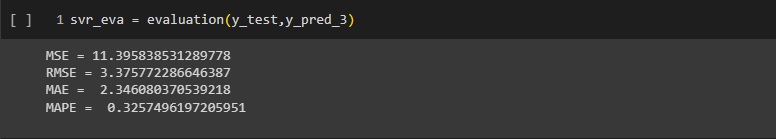 [ ] 1 svr_eva = evaluation(y_test,y_pred_3)
MSE = 11.395838531289778
RMSE = 3.375772286646387
MAE =  2.346080370539218
MAPE =  0.3257496197205951